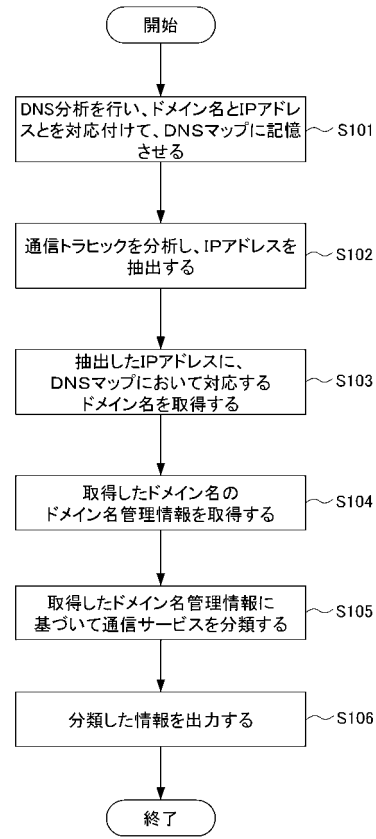 開始
DNS分析を行い、ドメイン名とIPアドレ
スとを対応付けて、DNSマップに記憶
させる
S101
通信トラヒックを分析し、IPアドレスを
抽出する
S102
抽出したIPアドレスに、
DNSマップにおいて対応する
ドメイン名を取得する
S103
取得したドメイン名の
ドメイン名管理情報を取得する
S104
取得したドメイン名管理情報に
基づいて通信サービスを分類する
S105
分類した情報を出力する
S106
終了